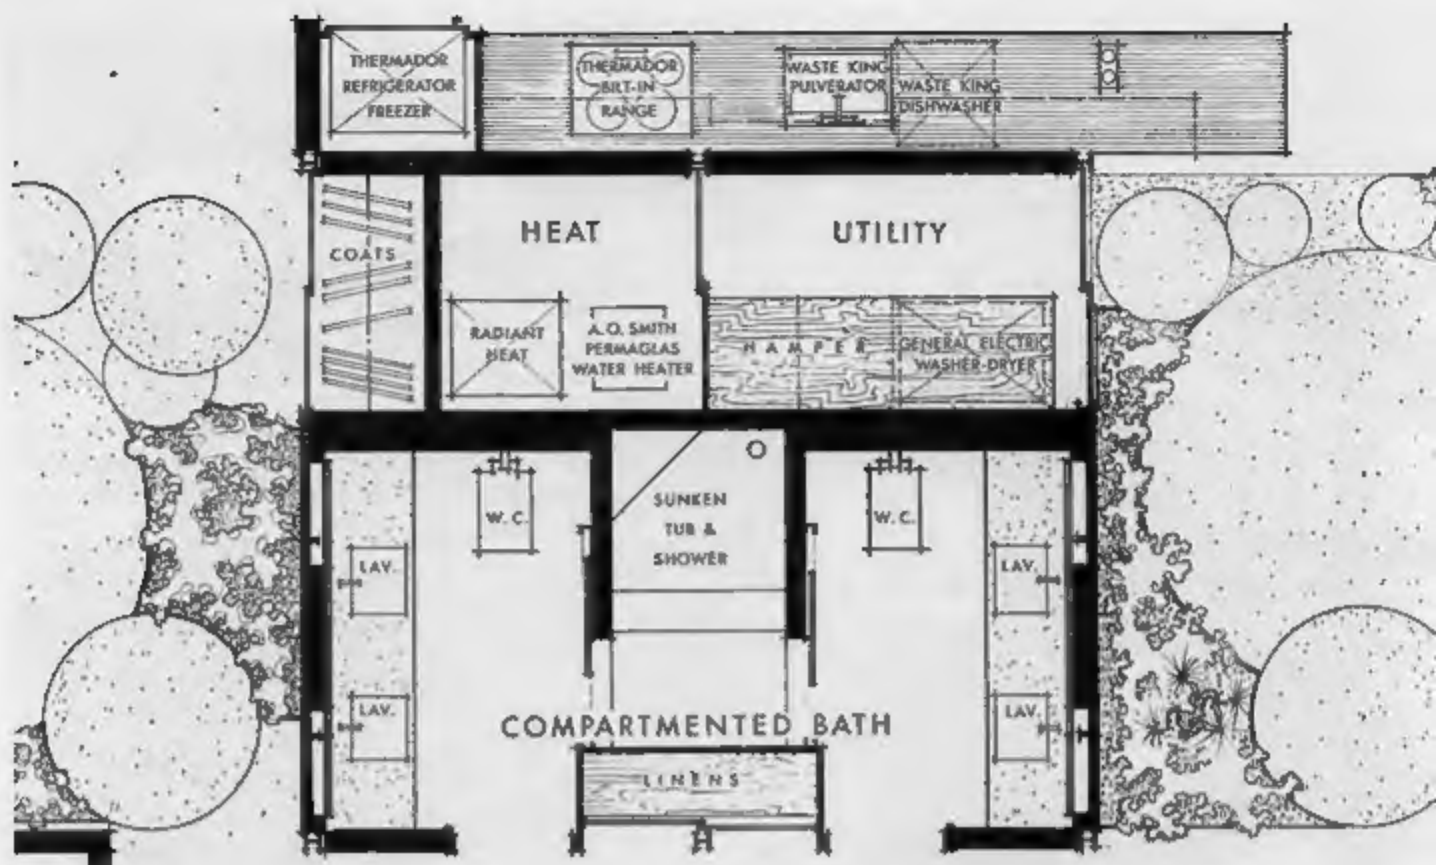 THERMADOR
REFRIGERATOR
FREEZER
THERMADOR
BILT-IN
RANGE
WASTE KING
PULVERATOR
WASTE KING
DISHWASHER
COATS
HEAT
UTILITY
RADIANT
HEAT
A.O. SMITH
PERMAGLAS
WATER HEATER
HAMPER
GENERAL ELECTRIC
WASHER-DRYER
W.C.
SUNKEN
TUB &
SHOWER
W.C.
LAV.
LAV.
LAV.
LAV.
COMPARTMENTED BATH
LINENS